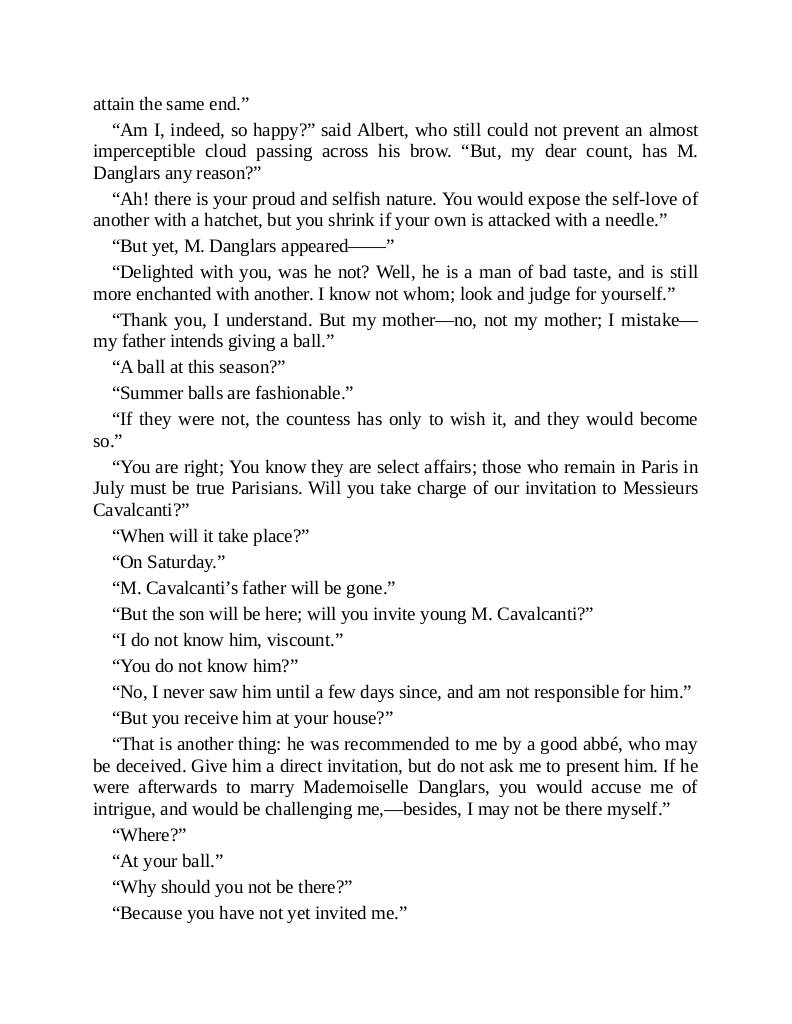 attain the same end.”
“Am I, indeed, so happy?” said Albert, who still could not prevent an almost
imperceptible cloud passing across his brow. “But, my dear count, has M.
Danglars any reason?”
“Ah! there is your proud and selfish nature. You would expose the self-love of
another with a hatchet, but you shrink if your own is attacked with a needle.”
“But yet, M. Danglars appeared——”
“Delighted with you, was he not? Well, he is a man of bad taste, and is still
more enchanted with another. I know not whom; look and judge for yourself.”
“Thank you, I understand. But my mother—no, not my mother; I mistake—
my father intends giving a ball.”
“A ball at this season?”
“Summer balls are fashionable.”
“If they were not, the countess has only to wish it, and they would become
so.”
“You are right; You know they are select affairs; those who remain in Paris in
July must be true Parisians. Will you take charge of our invitation to Messieurs
Cavalcanti?”
“When will it take place?”
“On Saturday.”
“M. Cavalcanti’s father will be gone.”
“But the son will be here; will you invite young M. Cavalcanti?”
“I do not know him, viscount.”
“You do not know him?”
“No, I never saw him until a few days since, and am not responsible for him.”
“But you receive him at your house?”
“That is another thing: he was recommended to me by a good abbé, who may
be deceived. Give him a direct invitation, but do not ask me to present him. If he
were afterwards to marry Mademoiselle Danglars, you would accuse me of
intrigue, and would be challenging me,—besides, I may not be there myself.”
“Where?”
“At your ball.”
“Why should you not be there?”
“Because you have not yet invited me.”